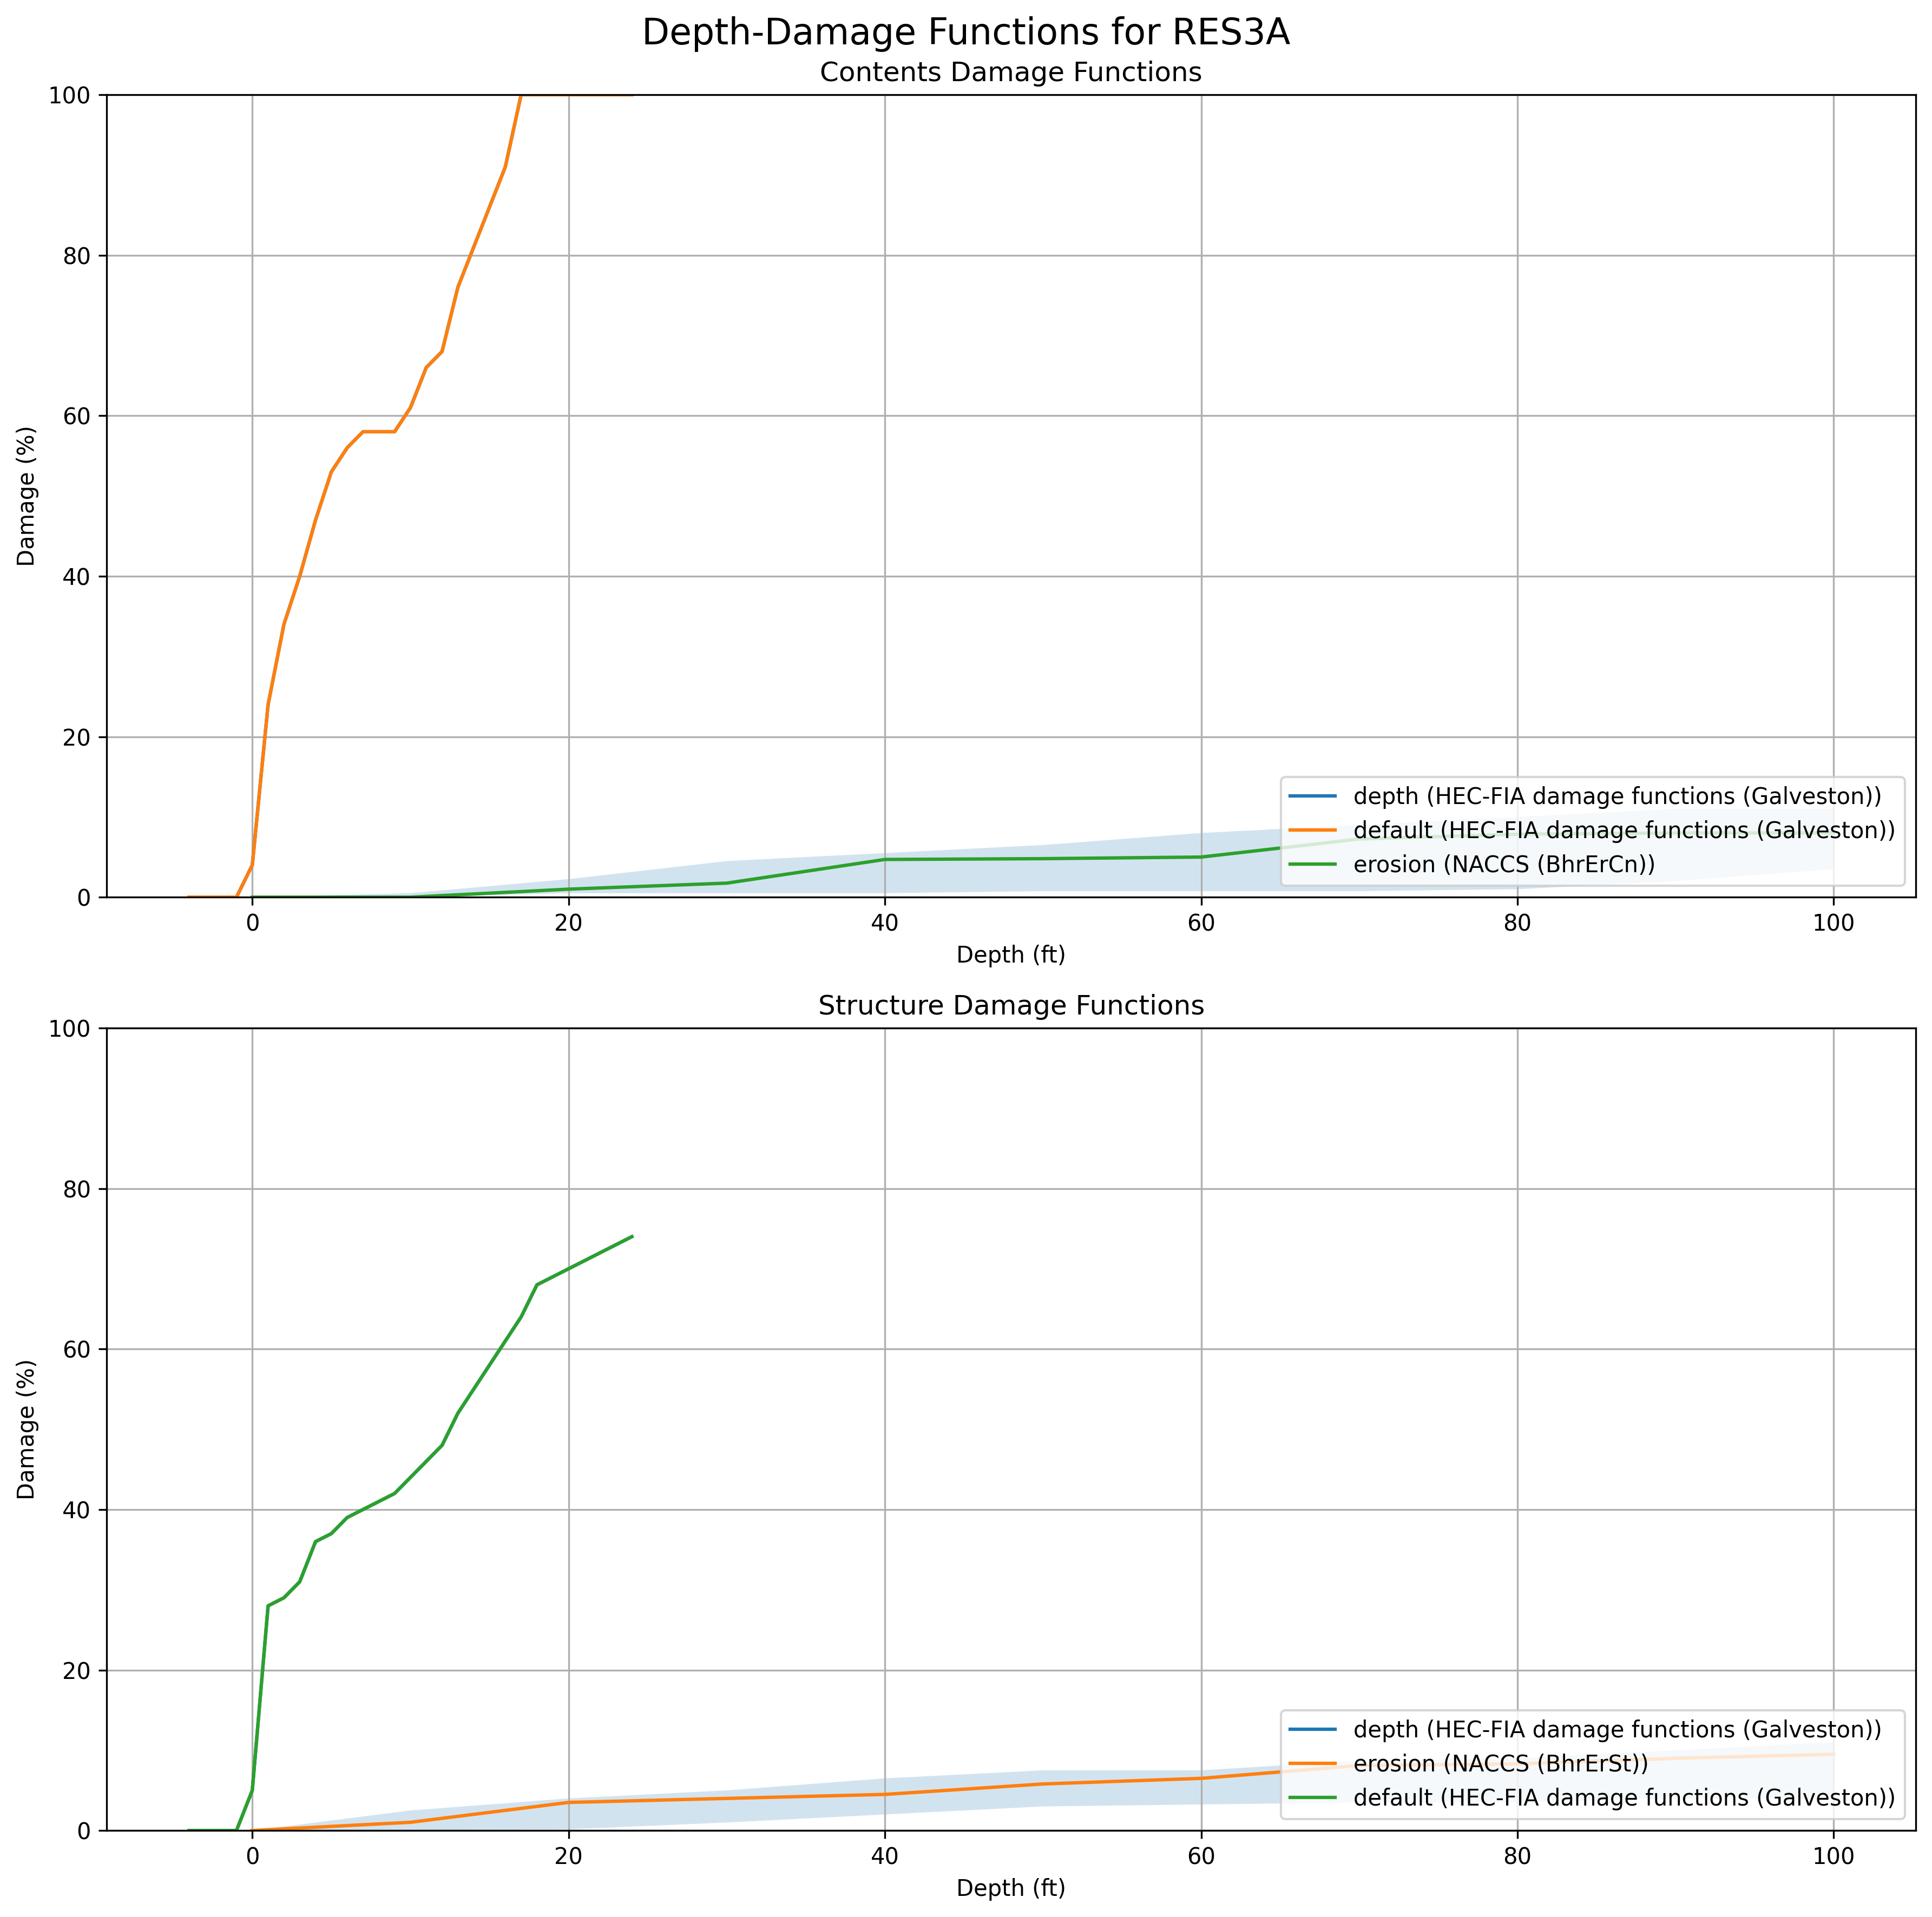 Depth-Damage Functions for RES3A
Contents Damage Functions
100
80
60
40
20
0
Damage (%)
0 20 40 60 80 100
Depth (ft)
depth (HEC-FIA damage functions (Galveston))
default (HEC-FIA damage functions (Galveston))
erosion (NACCS (BhrErCn))
Structure Damage Functions
100
80
60
40
20
0
Damage (%)
0 20 40 60 80 100
Depth (ft)
depth (HEC-FIA damage functions (Galveston))
erosion (NACCS (BhrErSt))
default (HEC-FIA damage functions (Galveston))